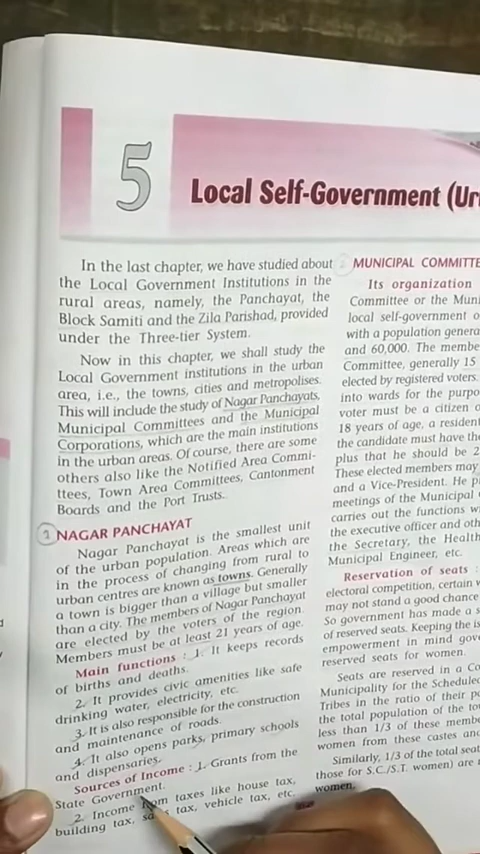 5
Local Self-Government (Ur
In the last chapter, we have studied about
the Local Government Institutions in the
rural areas, namely, the Panchayat, the
Block Samiti and the Zila Parishad, provided
under the Three-tier System.
Now in this chapter, we shall study the
Local Government institutions in the urban
area, i.e., the towns, cities and metropolises.
This will include the study of Nagar Panchayats,
Municipal Committees and the Municipal
Corporations, which are the main institutions
in the urban areas. Of course, there are some
others also like the Notified Area Commi-
ttees, Town Area Committees, Cantonment
Boards and the Port Trusts.
1 NAGAR PANCHAYAT
Nagar Panchayat is the smallest unit
of the urban population. Areas which are
in the process of changing from rural to
urban centres are known as towns. Generally
a town is bigger than a village but smaller
than a city. The members of Nagar Panchayat
are elected by the voters of the region.
Members must be at least 21 years of age.
Main functions : 1. It keeps records
of births and deaths.
2. It provides civic amenities like safe
drinking water, electricity, etc.
3. It is also responsible for the construction
and maintenance of roads.
4. It also opens parks, primary schools
and dispensaries.
Sources of Income : 1. Grants from the
State Government.
2. Income from taxes like house tax,
building tax, tax, vehicle tax, etc.
2 MUNICIPAL COMMITTE
Its organization
Committee or the Muni
local self-government o
with a population genera
and 60,000. The membe
Committee, generally 15
elected by registered voters.
into wards for the purpo
voter must be a citizen o
18 years of age, a resident
the candidate must have the
plus that he should be 2
These elected members may
and a Vice-President. He p
meetings of the Municipal
carries out the functions w
the executive officer and oth
the Secretary, the Health
Municipal Engineer, etc.
Reservation of seats :
electoral competition, certain w
may not stand a good chance
So government has made a s
of reserved seats. Keeping the is
empowerment in mind gove
reserved seats for women.
Seats are reserved in a Co
Municipality for the Schedule
Tribes in the ratio of their p
the total population of the to
less than 1/3 of these membe
women from these castes an
Similarly, 1/3 of the total seat
those for S.C./S.T. women) are
women.